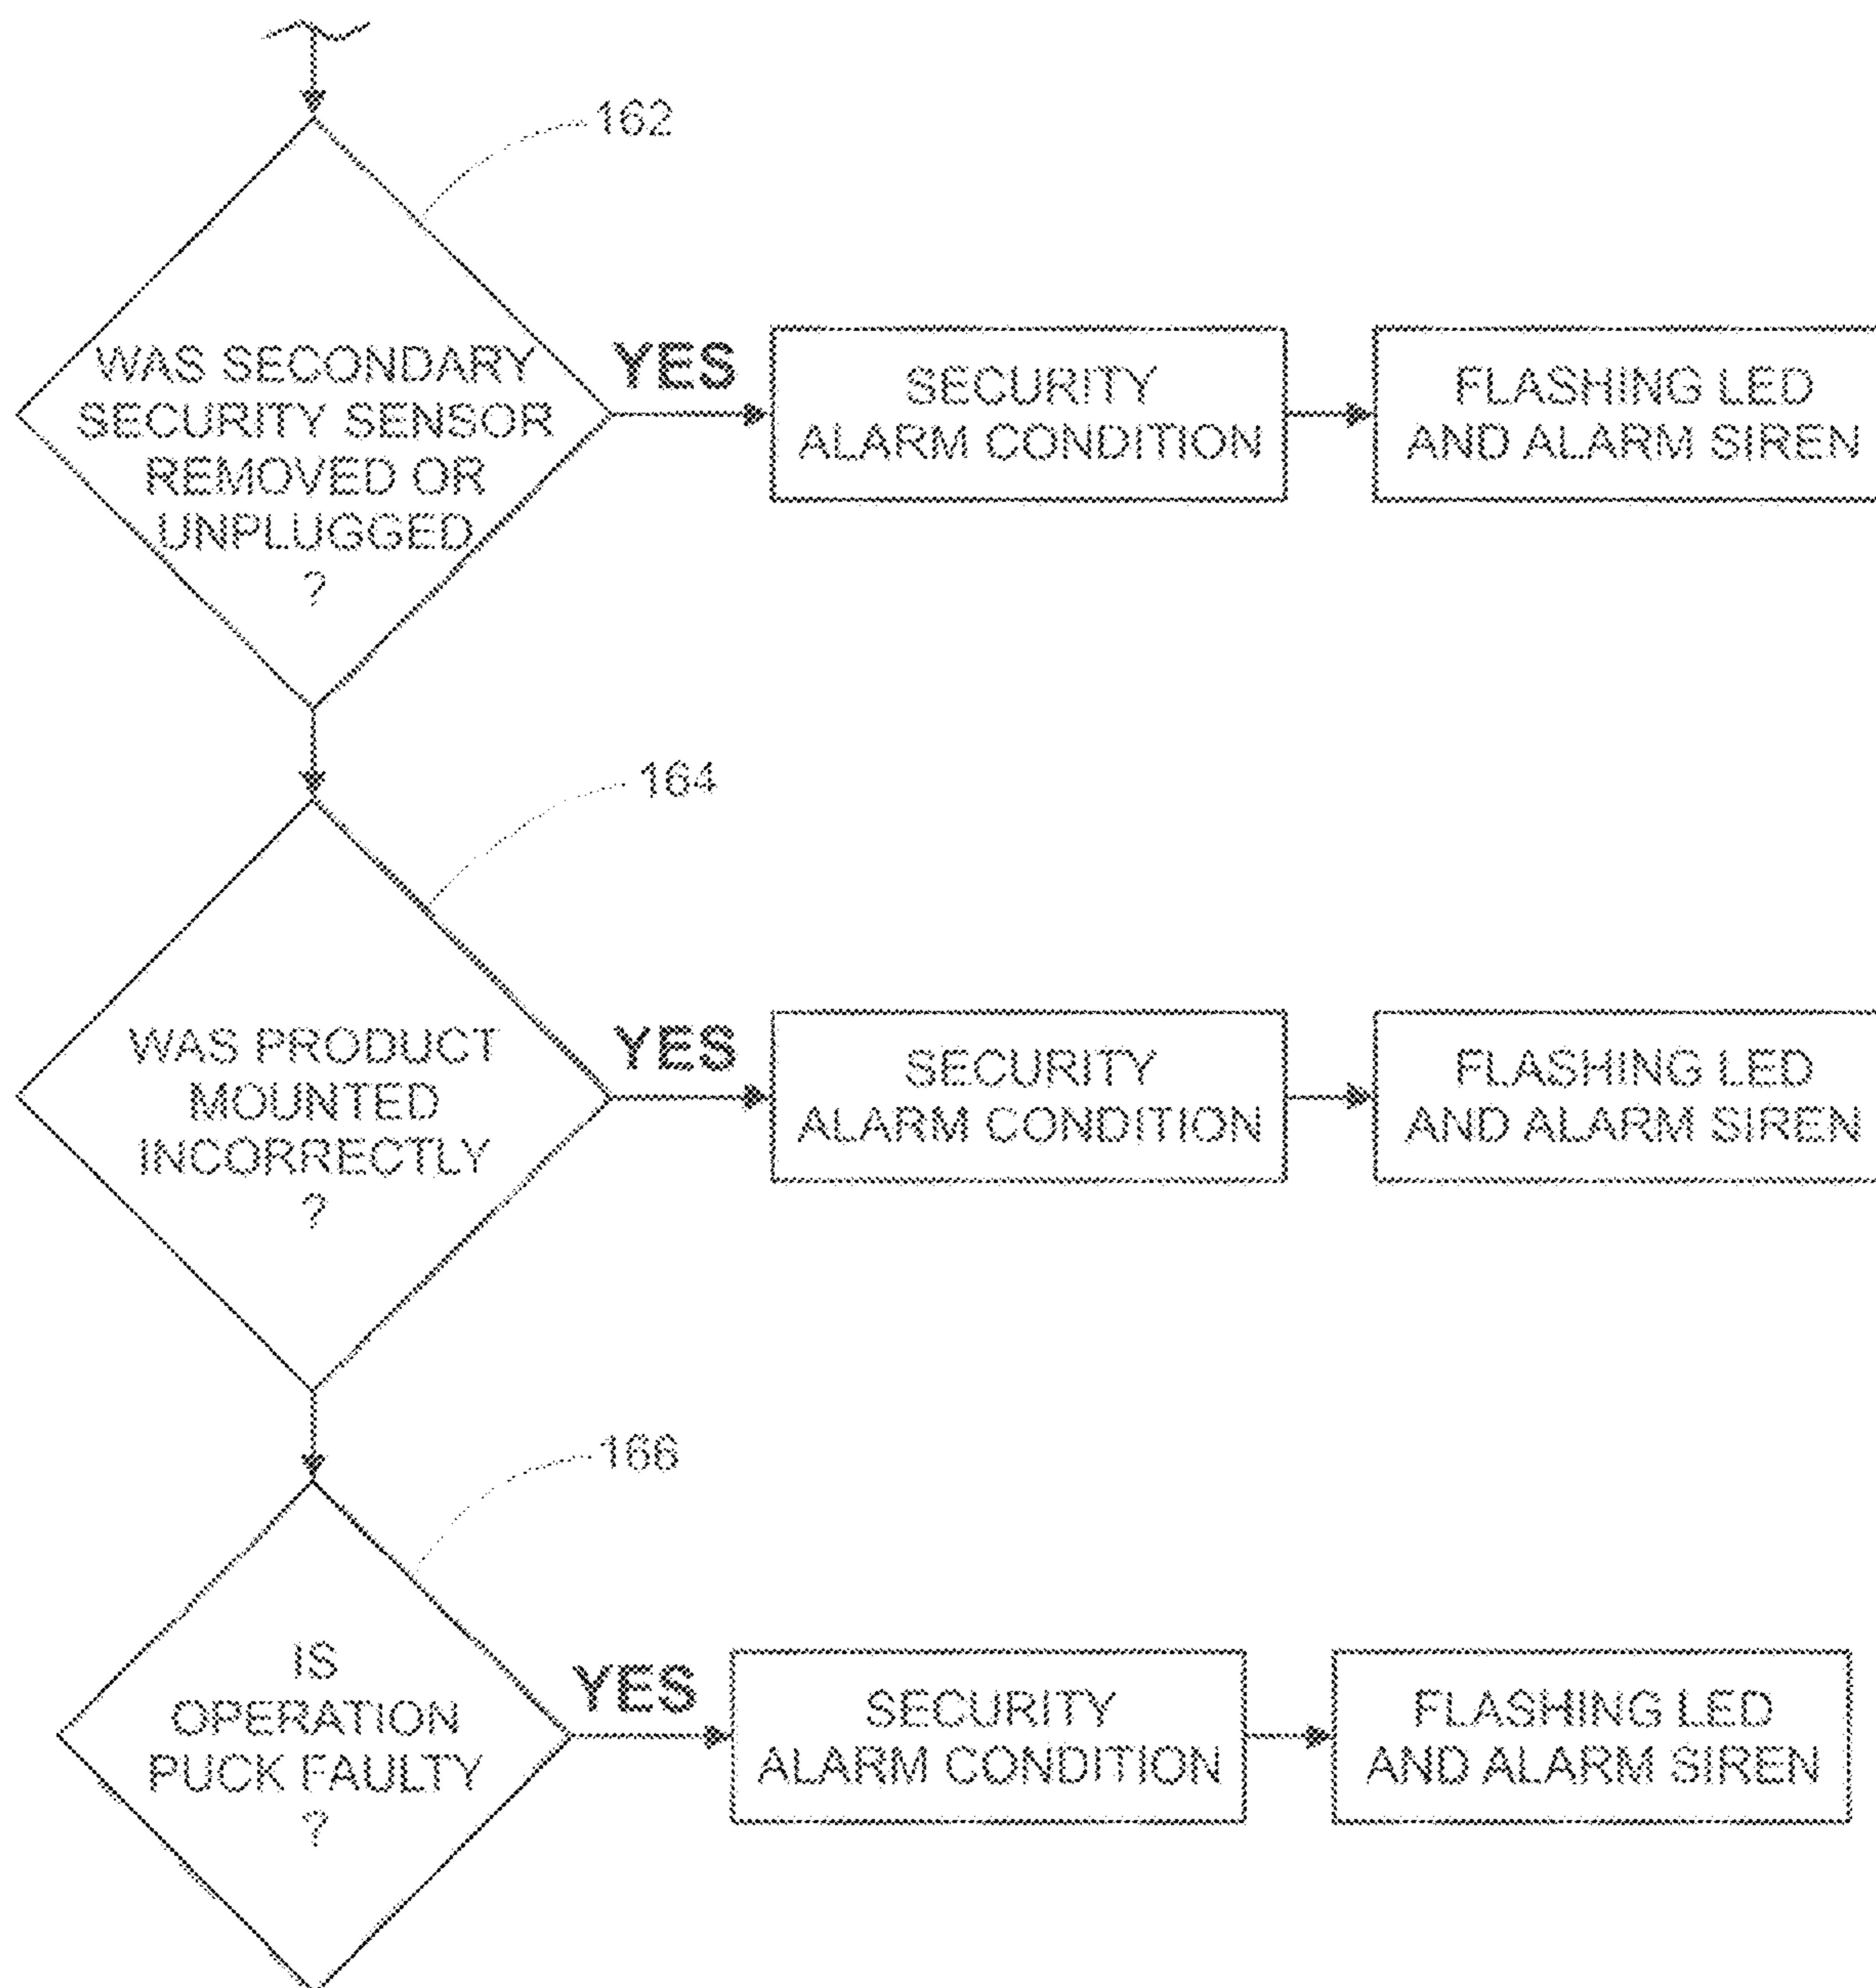 162
WAS SECONDARY
SECURITY SENSOR
REMOVED OR
UNPLUGGED
?
YES
SECURITY
ALARM CONDITION
FLASHING LED
AND ALARM SIREN
164
WAS PRODUCT
MOUNTED
INCORRECTLY
?
YES
SECURITY
ALARM CONDITION
FLASHING LED
AND ALARM SIREN
166
IS
OPERATION
PUCK FAULTY
?
YES
SECURITY
ALARM CONDITION
FLASHING LED
AND ALARM SIREN